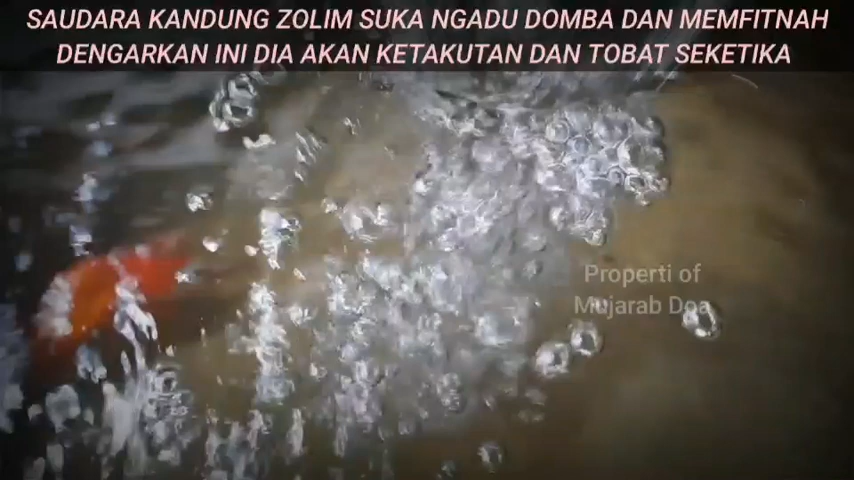 SAUDARA KANDUNG ZOLIM SUKA NGADU DOMBA DAN MEMFITNAH
DENGARKAN INI DIA AKAN KETAKUTAN DAN TOBAT SEKETIKA
Properti of
Mujarab Doa